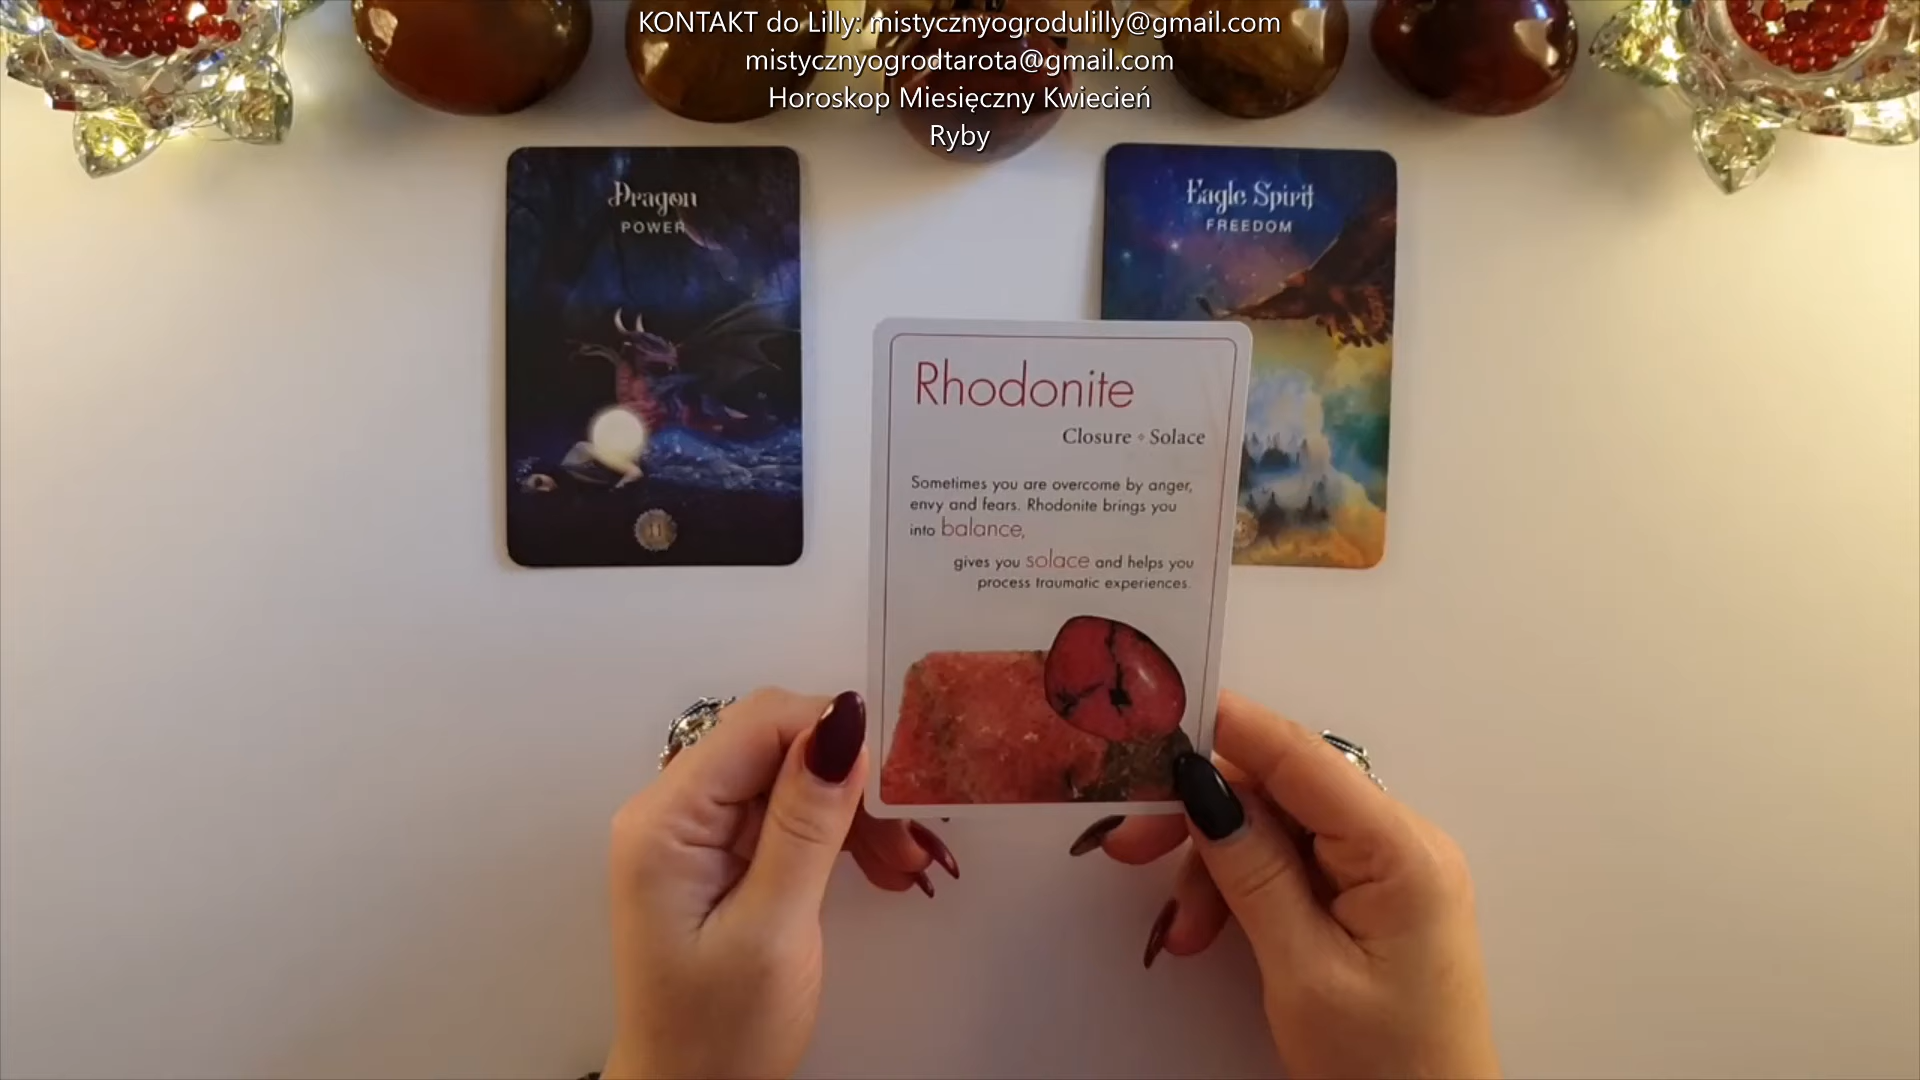 KONTAKT do Lilly: mistycznyogrodulilly@gmail.com
mistycznyogrodtarota@gmail.com
Horoskop Miesięczny Kwiecień
Ryby
Dragon
POWER
11
Eagle Spirit
FREEDOM
Rhodonite
Closure ⋄ Solace
Sometimes you are overcome by anger,
envy and fears. Rhodonite brings you
into balance,
gives you solace and helps you
process traumatic experiences.